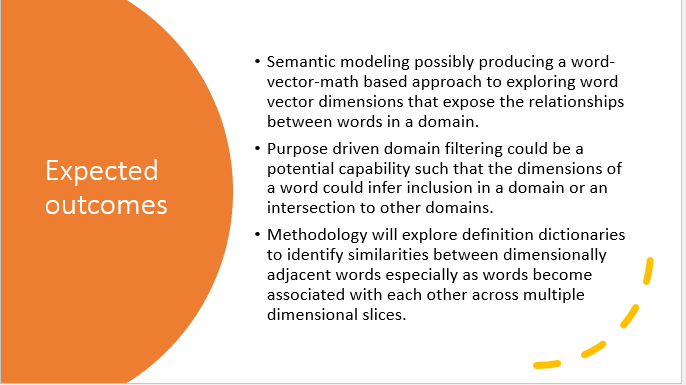 Expected
outcomes
• Semantic modeling possibly producing a word-
vector-math based approach to exploring word
vector dimensions that expose the relationships
between words in a domain.
• Purpose driven domain filtering could be a
potential capability such that the dimensions of
a word could infer inclusion in a domain or an
intersection to other domains.
• Methodology will explore definition dictionaries
to identify similarities between dimensionally
adjacent words especially as words become
associated with each other across multiple
dimensional slices.